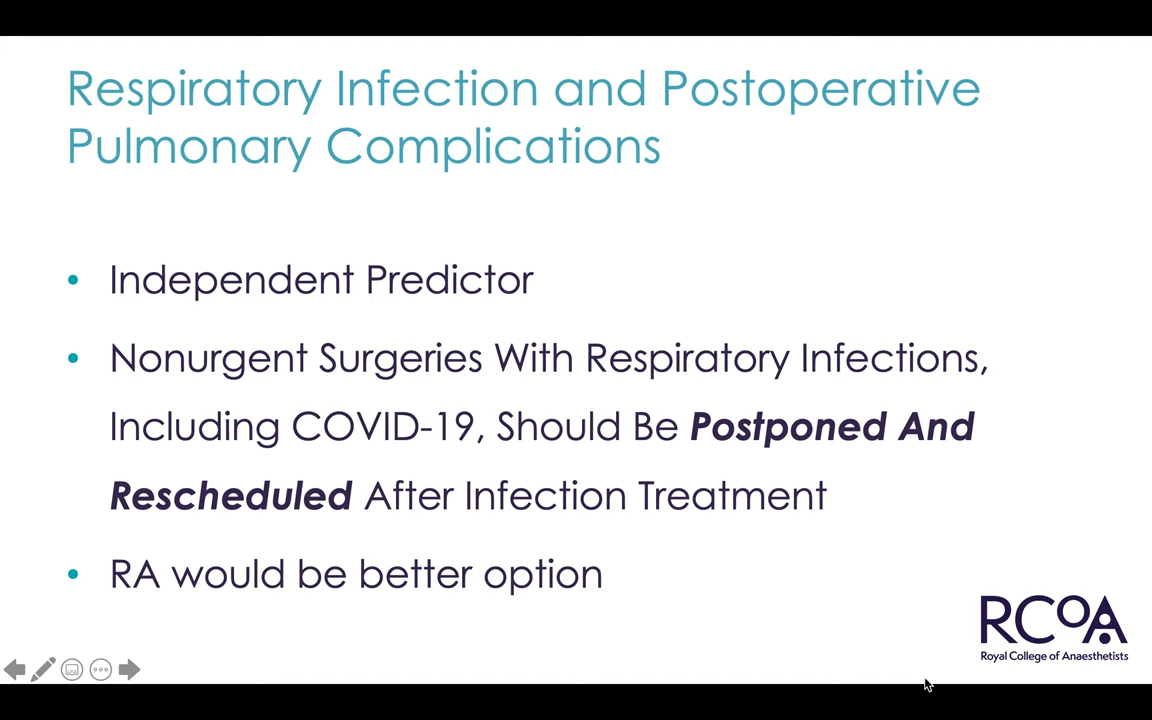 Respiratory Infection and Postoperative
Pulmonary Complications
• Independent Predictor
• Nonurgent Surgeries With Respiratory Infections,
Including COVID-19, Should Be Postponed And
Rescheduled After Infection Treatment
• RA would be better option
RCoA
Royal College of Anaesthetists